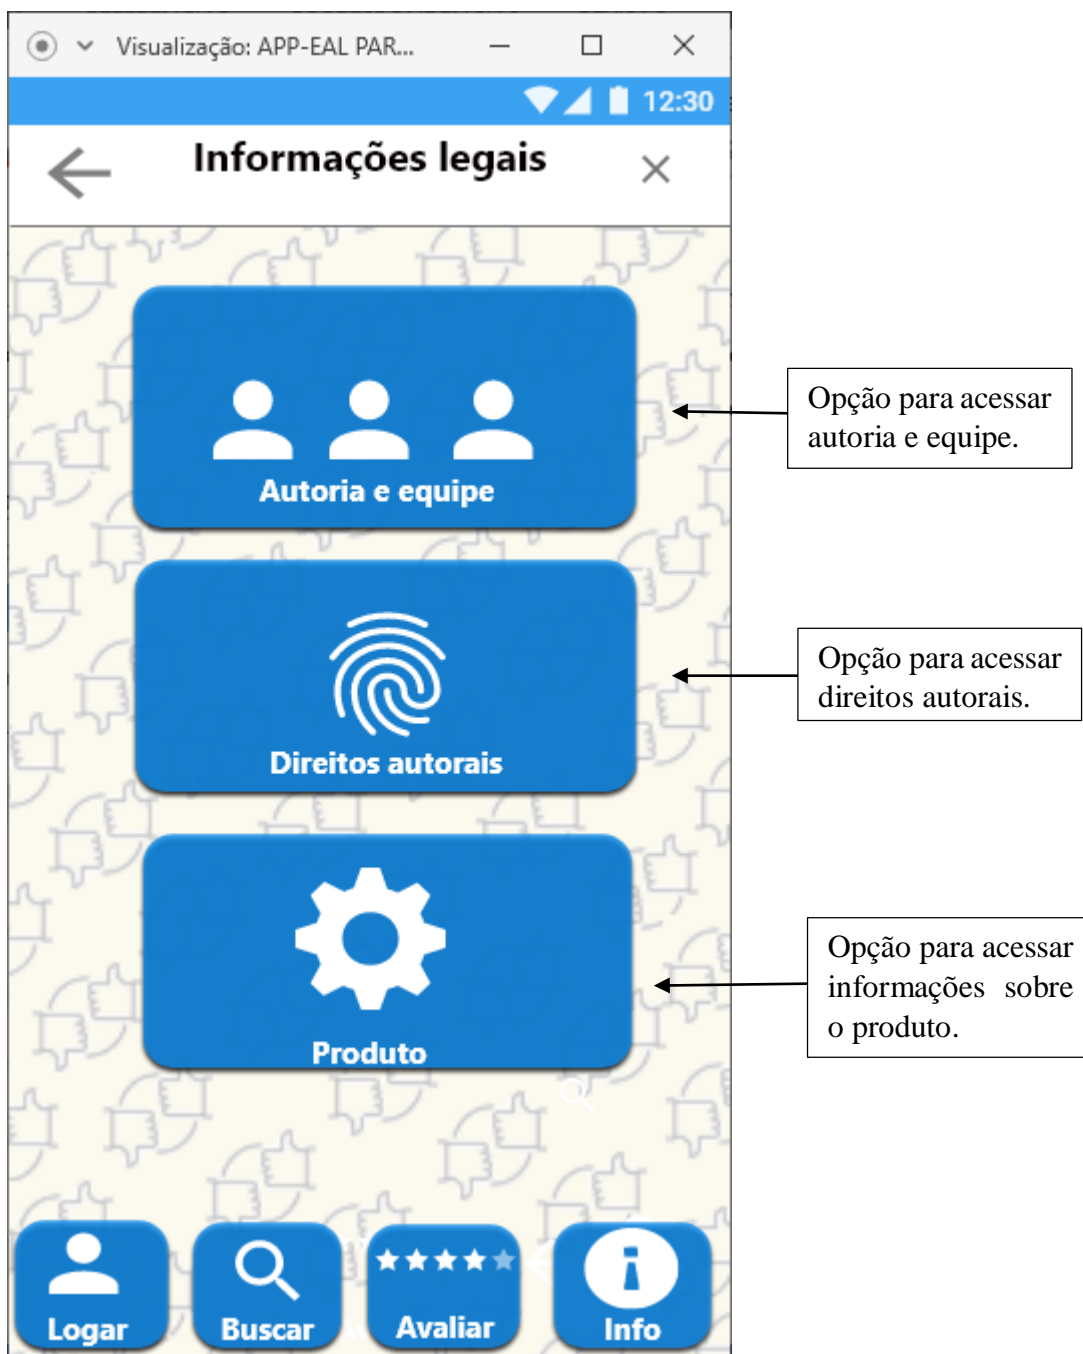 Visualização: APP-EAL PAR...
12:30
Informações legais
Autoria e equipe
Opção para acessar
autoria e equipe.
Direitos autorais
Opção para acessar
direitos autorais.
Produto
Opção para acessar
informações sobre
o produto.
Logar
Buscar
Avaliar
Info